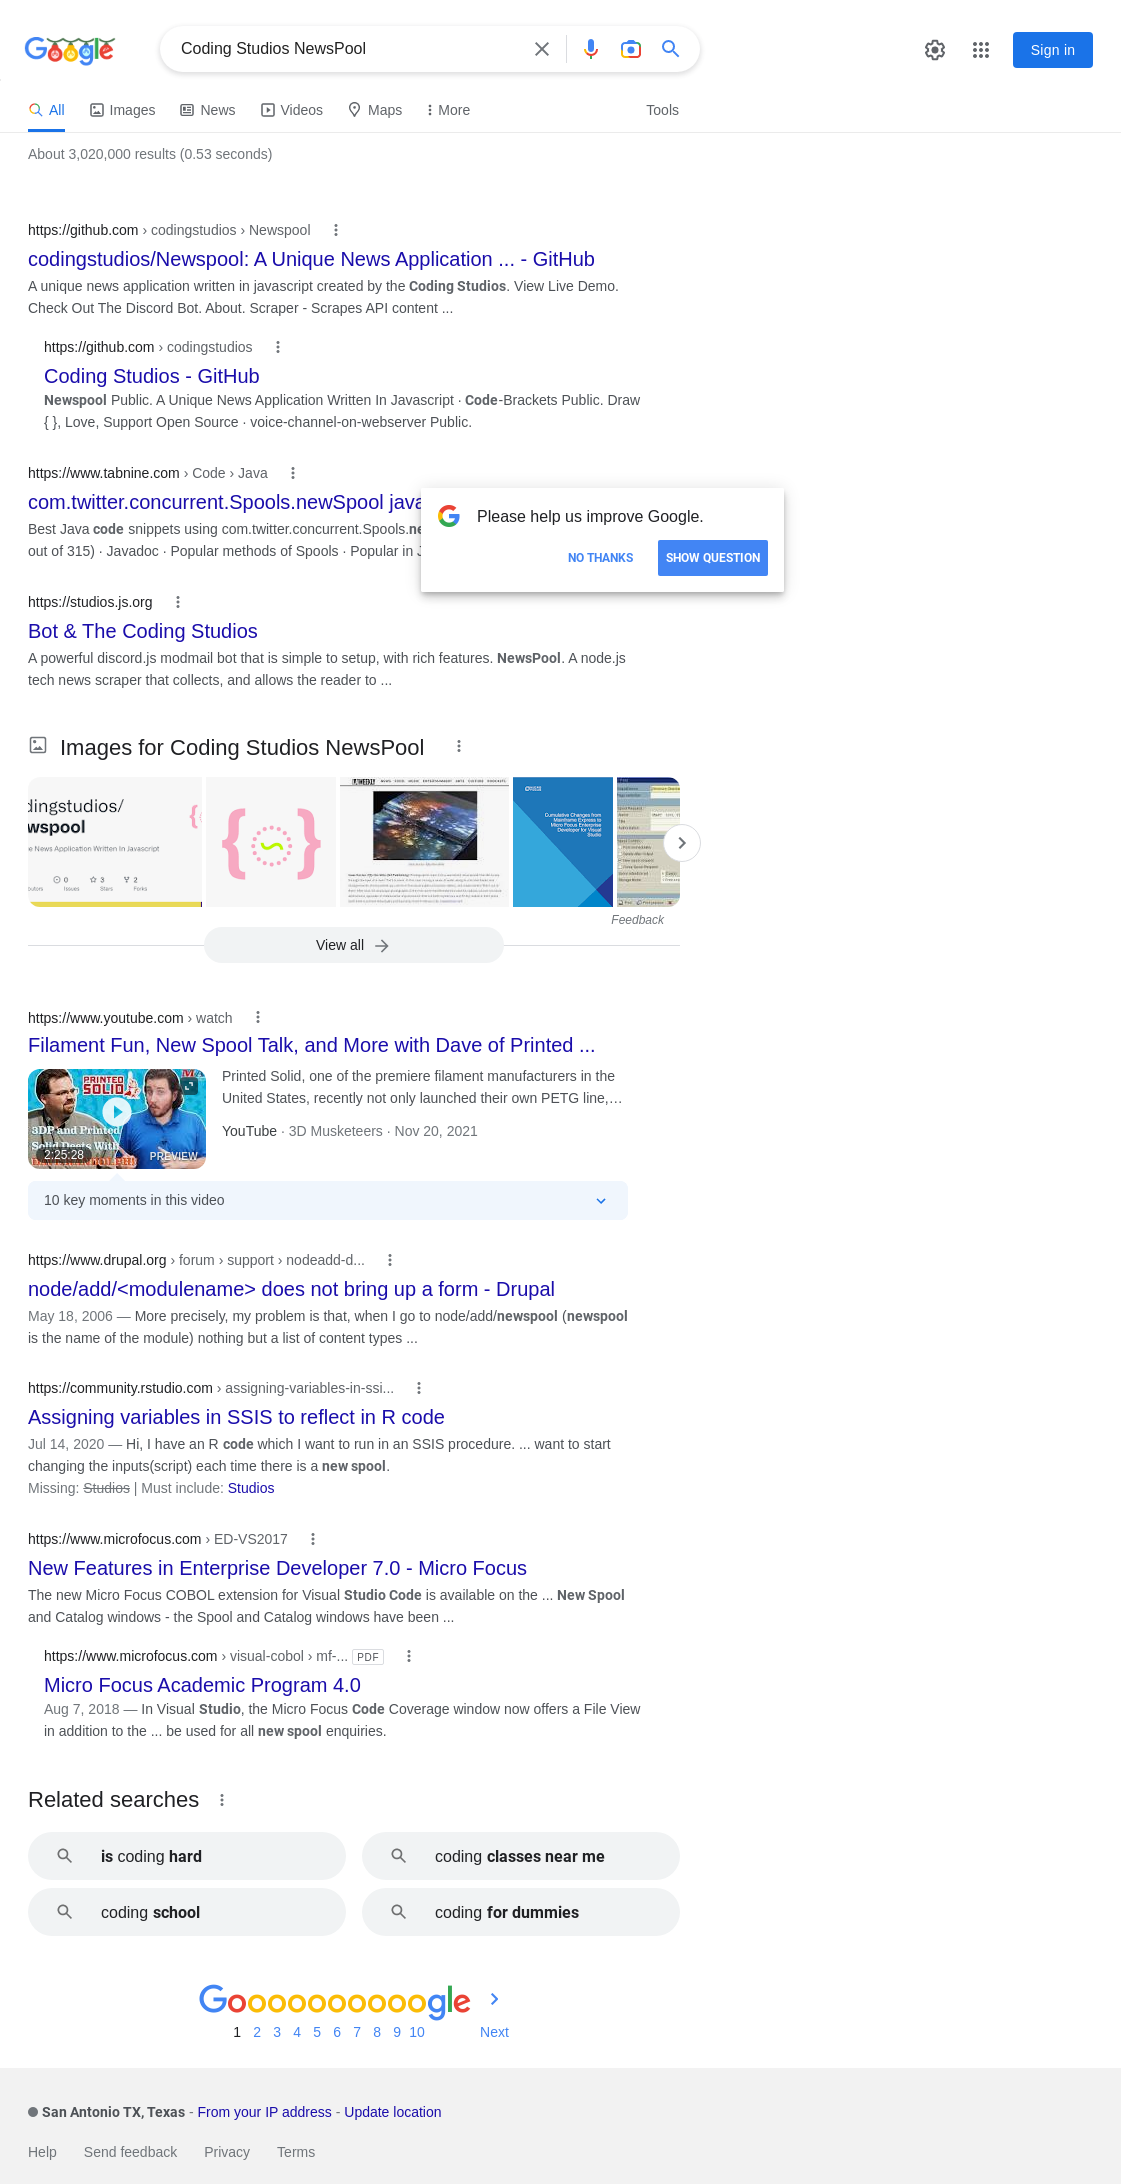 Google
Coding Studios NewsPool
Sign in
All
Images
News
Videos
Maps
More
Tools
About 3,020,000 results (0.53 seconds)
https://github.com › codingstudios › Newspool
codingstudios/Newspool: A Unique News Application ... - GitHub
A unique news application written in javascript created by the Coding Studios. View Live Demo.
Check Out The Discord Bot. About. Scraper - Scrapes API content ...
https://github.com › codingstudios
Coding Studios - GitHub
Newspool Public. A Unique News Application Written In Javascript · Code-Brackets Public. Draw
{ }, Love, Support Open Source · voice-channel-on-webserver Public.
https://www.tabnine.com › Code › Java
com.twitter.concurrent.Spools.newSpool java
Best Java code snippets using com.twitter.concurrent.Spools.ne
out of 315) · Javadoc · Popular methods of Spools · Popular in J
Please help us improve Google.
NO THANKS
SHOW QUESTION
https://studios.js.org
Bot & The Coding Studios
A powerful discord.js modmail bot that is simple to setup, with rich features. NewsPool. A node.js
tech news scraper that collects, and allows the reader to ...
Images for Coding Studios NewsPool
dingstudios/
wspool
e News Application Written In Javascript
0
3
2
Issues
Stars
Forks
Cumulative Changes from
Mainframe Express to
Micro Focus Enterprise
Developer for Visual
Studio
Feedback
View all
https://www.youtube.com › watch
Filament Fun, New Spool Talk, and More with Dave of Printed ...
PRINTED
SOLID
3DP and Printed
Solid Deets With
2:25:28
PREVIEW
Printed Solid, one of the premiere filament manufacturers in the
United States, recently not only launched their own PETG line,...
YouTube · 3D Musketeers · Nov 20, 2021
10 key moments in this video
https://www.drupal.org › forum › support › nodeadd-d...
node/add/<modulename> does not bring up a form - Drupal
May 18, 2006 — More precisely, my problem is that, when I go to node/add/newspool (newspool
is the name of the module) nothing but a list of content types ...
https://community.rstudio.com › assigning-variables-in-ssi...
Assigning variables in SSIS to reflect in R code
Jul 14, 2020 — Hi, I have an R code which I want to run in an SSIS procedure. ... want to start
changing the inputs(script) each time there is a new spool.
Missing: Studios | Must include: Studios
https://www.microfocus.com › ED-VS2017
New Features in Enterprise Developer 7.0 - Micro Focus
The new Micro Focus COBOL extension for Visual Studio Code is available on the ... New Spool
and Catalog windows - the Spool and Catalog windows have been ...
https://www.microfocus.com › visual-cobol › mf-... PDF
Micro Focus Academic Program 4.0
Aug 7, 2018 — In Visual Studio, the Micro Focus Code Coverage window now offers a File View
in addition to the ... be used for all new spool enquiries.
Related searches
is coding hard
coding classes near me
coding school
coding for dummies
Goooooooooogle
1 2 3 4 5 6 7 8 9 10 Next
San Antonio TX, Texas - From your IP address - Update location
Help Send feedback Privacy Terms